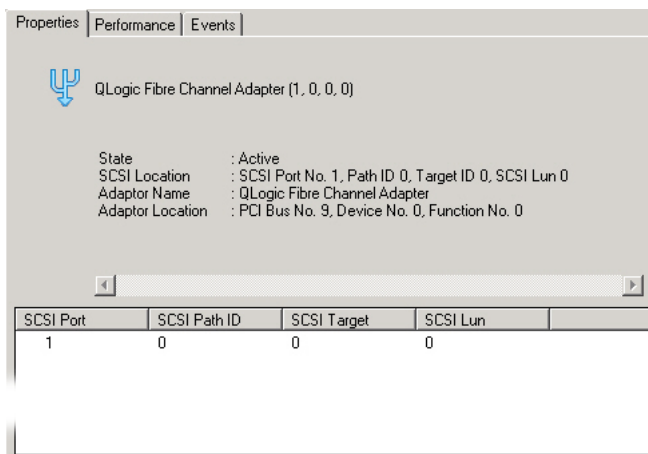 Properties Performance Events
QLogic Fibre Channel Adapter (1, 0, 0, 0)
State : Active
SCSI Location : SCSI Port No. 1, Path ID 0, Target ID 0, SCSI Lun 0
Adaptor Name : QLogic Fibre Channel Adapter
Adaptor Location : PCI Bus No. 9, Device No. 0, Function No. 0
SCSI Port SCSI Path ID SCSI Target SCSI Lun
1 0 0 0